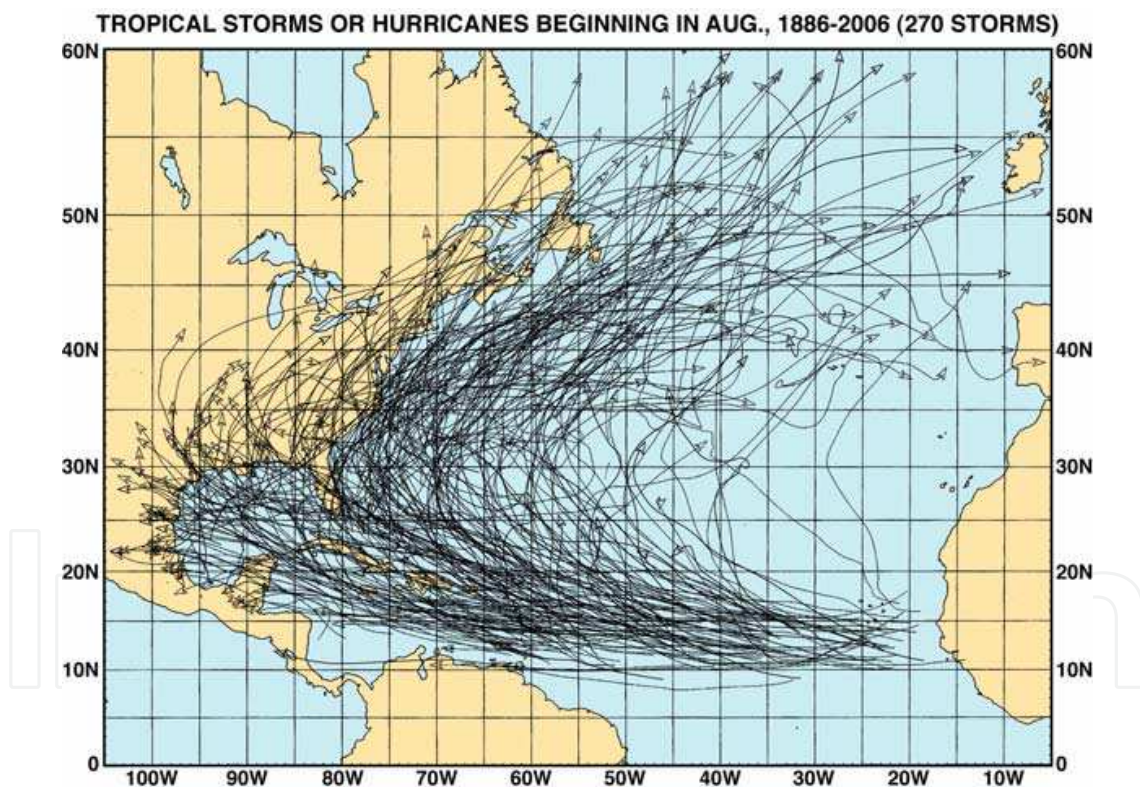 TROPICAL STORMS OR HURRICANES BEGINNING IN AUG., 1886-2006 (270 STORMS)
60N 60N
50N 50N
40N 40N
30N 30N
20N 20N
10N 10N
0 0
100W 90W 80W 70W 60W 50W 40W 30W 20W 10W